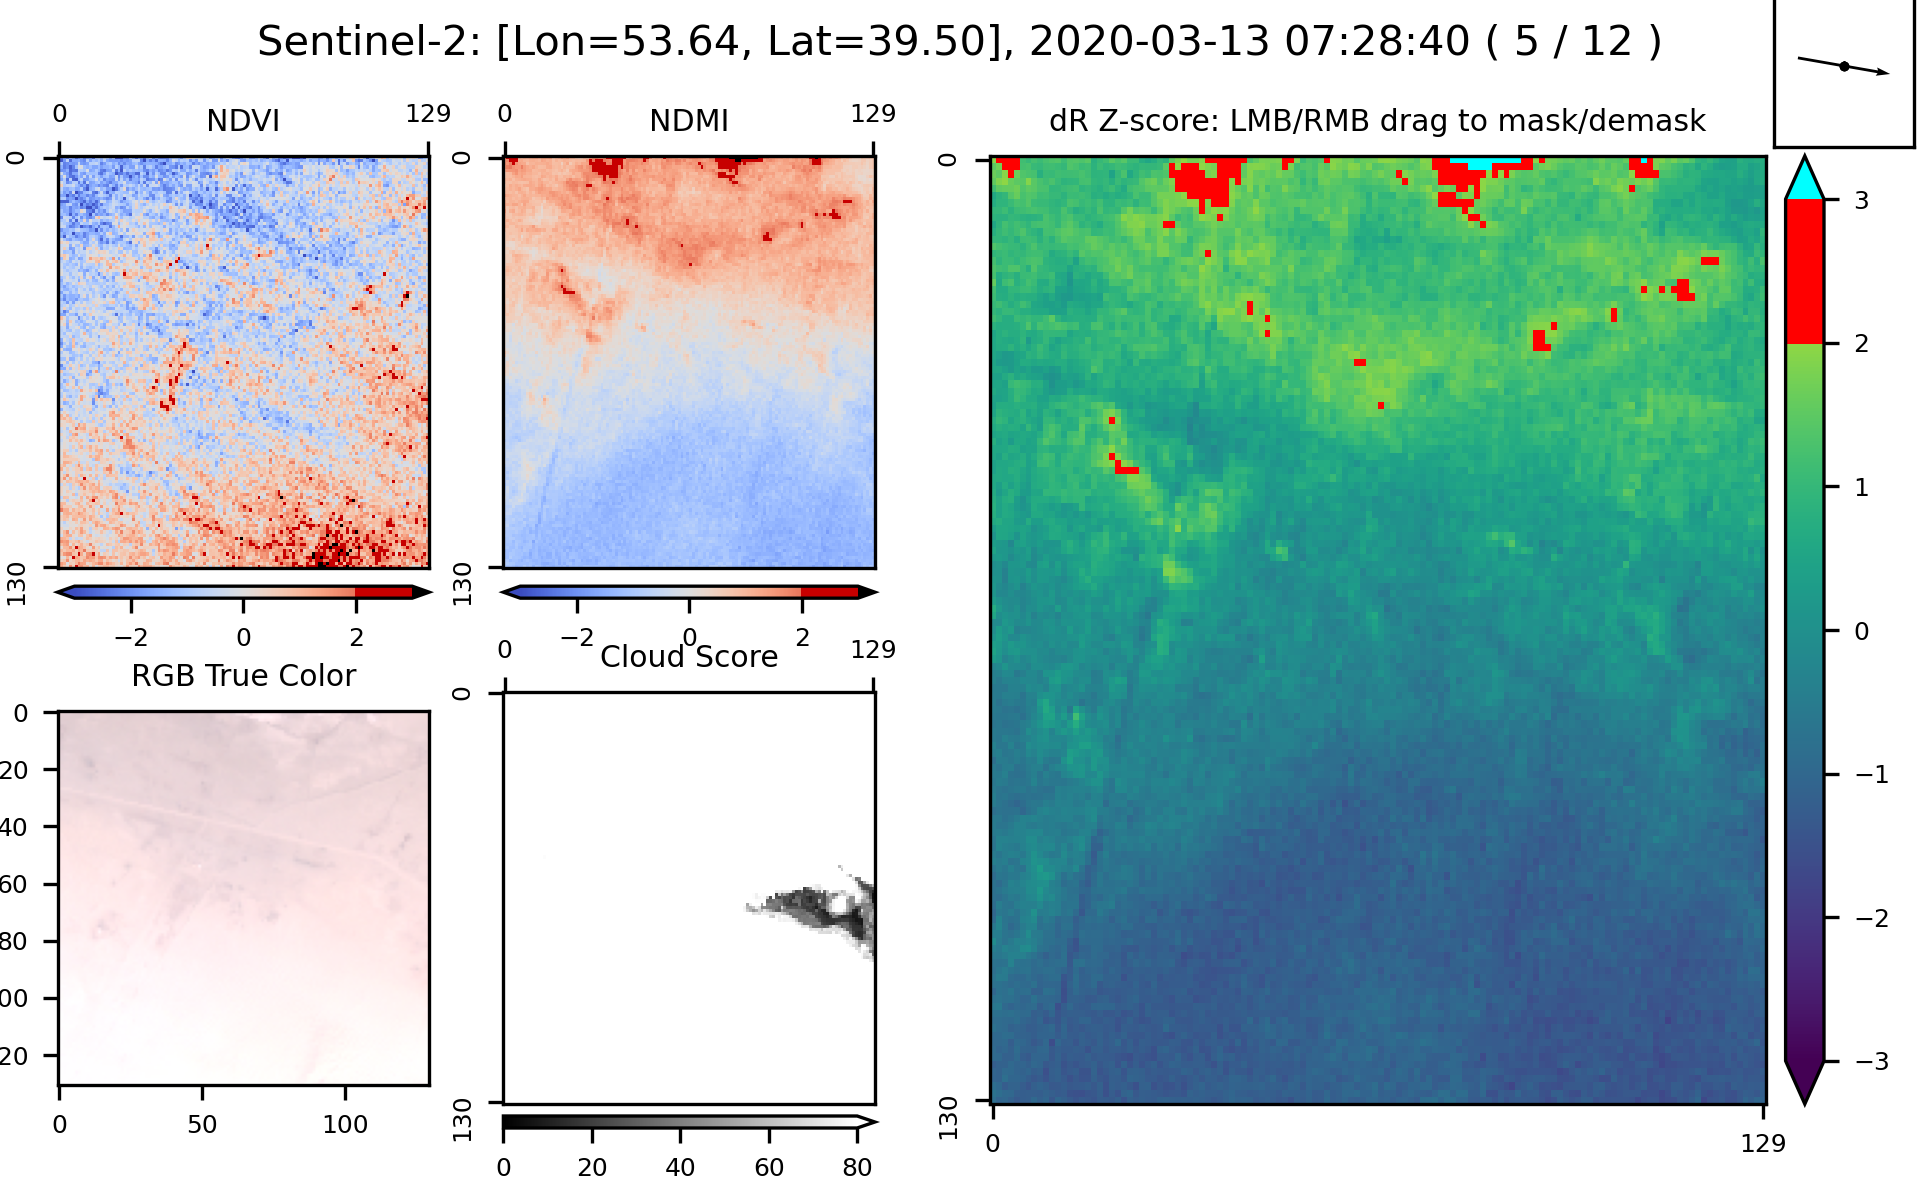 Sentinel-2: [Lon=53.64, Lat=39.50], 2020-03-13 07:28:40 ( 5 / 12 )
NDVI
0 129
0
130
−2 0 2
NDMI
0 129
0
130
−2 0 2
dR Z-score: LMB/RMB drag to mask/demask
0
130
0 129
3
2
1
0
−1
−2
−3
RGB True Color
0
20
40
60
80
00
20
0 50 100
Cloud Score
0 129
0
130
0 20 40 60 80